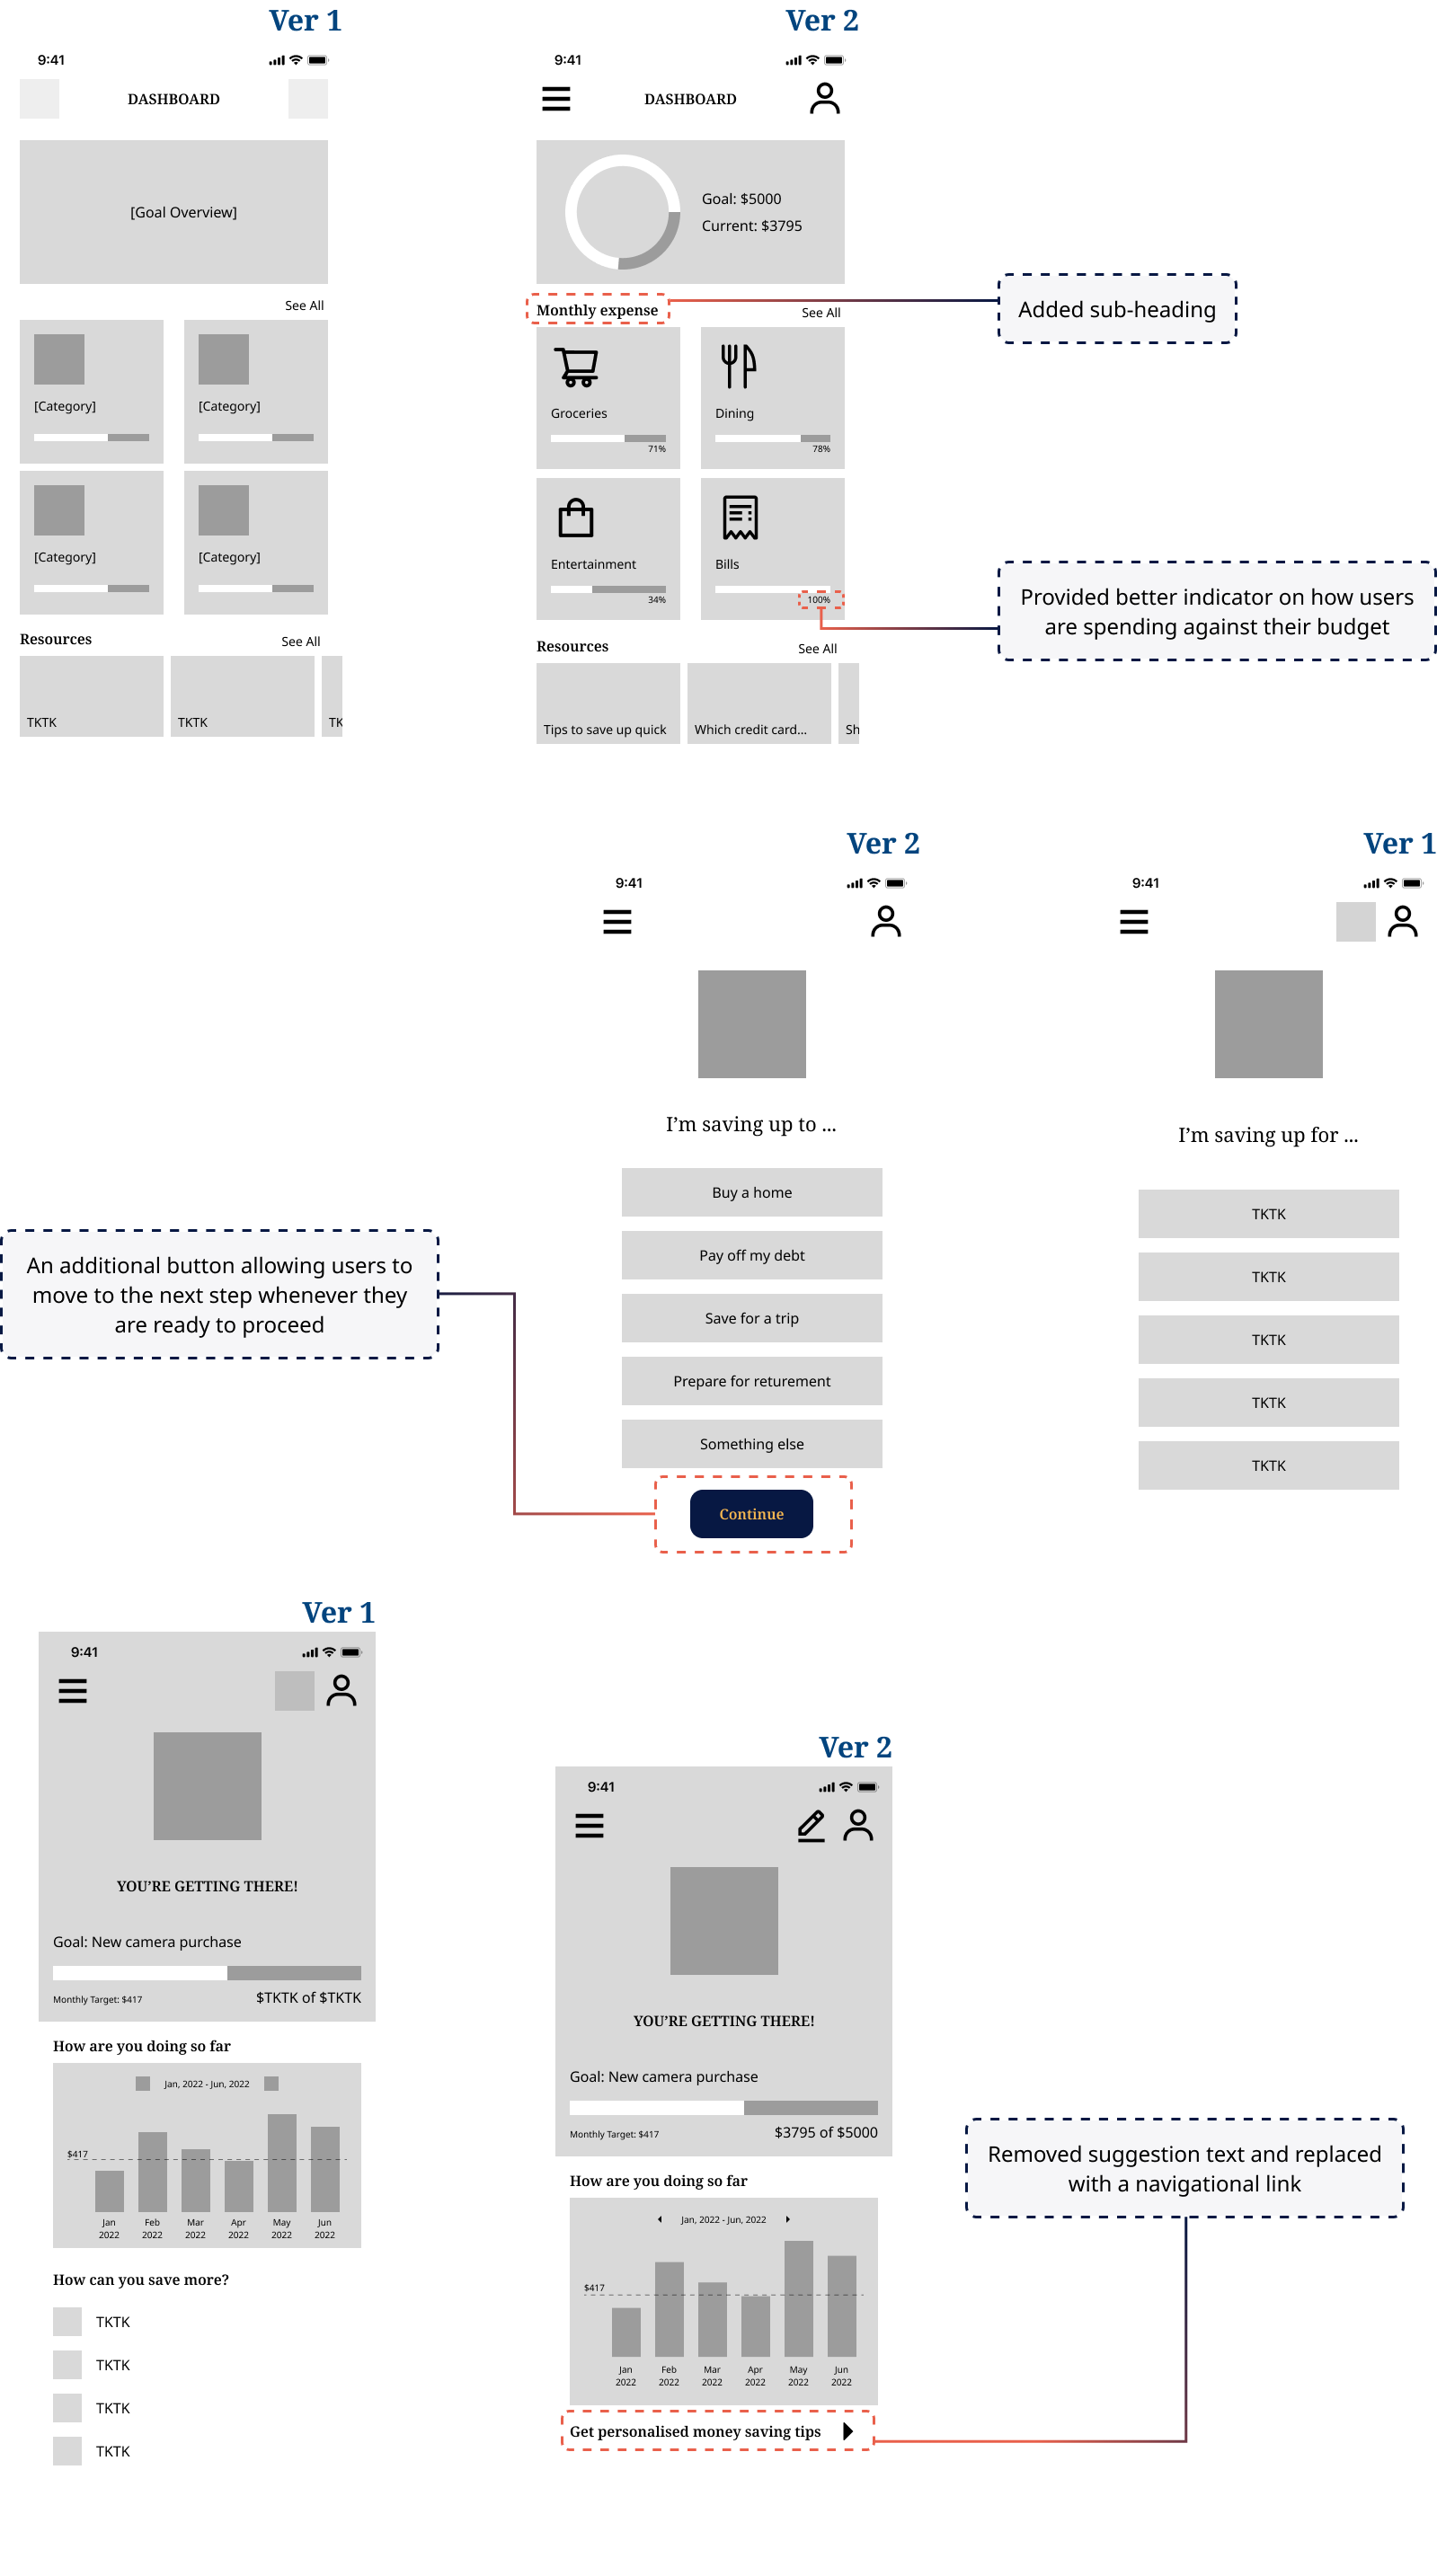 Ver 1
9:41
DASHBOARD
[Goal Overview]
See All
[Category]
[Category]
[Category]
[Category]
Resources
See All
TKTK
TKTK
TK
Ver 2
9:41
DASHBOARD
Goal: $5000
Current: $3795
Monthly expense
See All
Groceries
71%
Dining
78%
Entertainment
34%
Bills
100%
Resources
See All
Tips to save up quick
Which credit card...
Sh
Added sub-heading
Provided better indicator on how users
are spending against their budget
Ver 2
9:41
I'm saving up to ...
Buy a home
Pay off my debt
Save for a trip
Prepare for returement
Something else
Continue
An additional button allowing users to
move to the next step whenever they
are ready to proceed
Ver 1
9:41
I'm saving up for ...
TKTK
TKTK
TKTK
TKTK
TKTK
Ver 1
9:41
YOU'RE GETTING THERE!
Goal: New camera purchase
Monthly Target: $417
$TKTK of $TKTK
How are you doing so far
Jan, 2022 - Jun, 2022
$417
Jan Feb Mar Apr May Jun
2022 2022 2022 2022 2022 2022
How can you save more?
TKTK
TKTK
TKTK
TKTK
Ver 2
9:41
YOU'RE GETTING THERE!
Goal: New camera purchase
Monthly Target: $417
$3795 of $5000
How are you doing so far
Jan, 2022 - Jun, 2022
$417
Jan Feb Mar Apr May Jun
2022 2022 2022 2022 2022 2022
Get personalised money saving tips
Removed suggestion text and replaced
with a navigational link